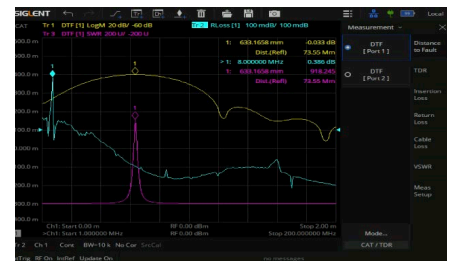 SIGLENT
Local
CAT
Tr 1 DTF [1] LogM 20 dB/ -60 dB
Tr 2 RLoss [1] 100 mdB/ 100 mdB
Tr 3 DTF [1] SWR 200 U/ -200 U
Measurement
1: 633.1658 mm -0.033 dB
Dist.(Refl) 73.55 Mm
> 1: 8.000000 MHz 0.386 dB
1: 633.1658 mm 918.245
Dist.(Refl) 73.55 Mm
DTF
[ Port 1 ]
DTF
[ Port 2 ]
Distance
to Fault
TDR
Insertion
Loss
Return
Loss
Cable
Loss
VSWR
Meas
Setup
Ch1: Start 0.00 m RF 0.00 dBm Stop 2.00 m
>Ch1: Start 1.000000 MHz RF 0.00 dBm Stop 200.000000 MHz
Mode...
CAT / TDR
Tr 2 Ch 1 Core BW=10 k No Car SrcCal
RF On ImRef Update On no messages